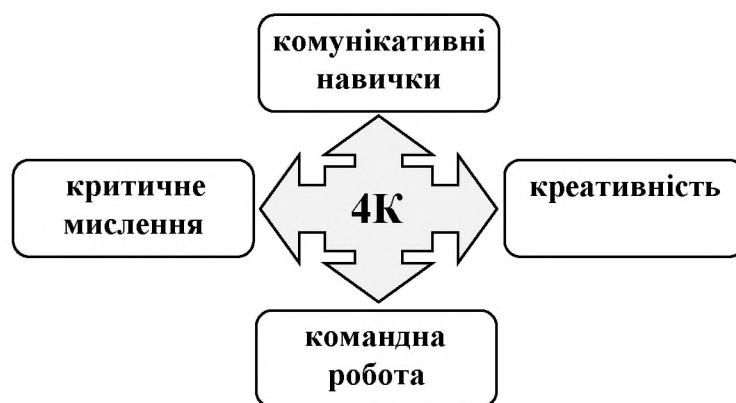 комунікативні
навички
критичне
мислення
4К
креативність
командна
робота